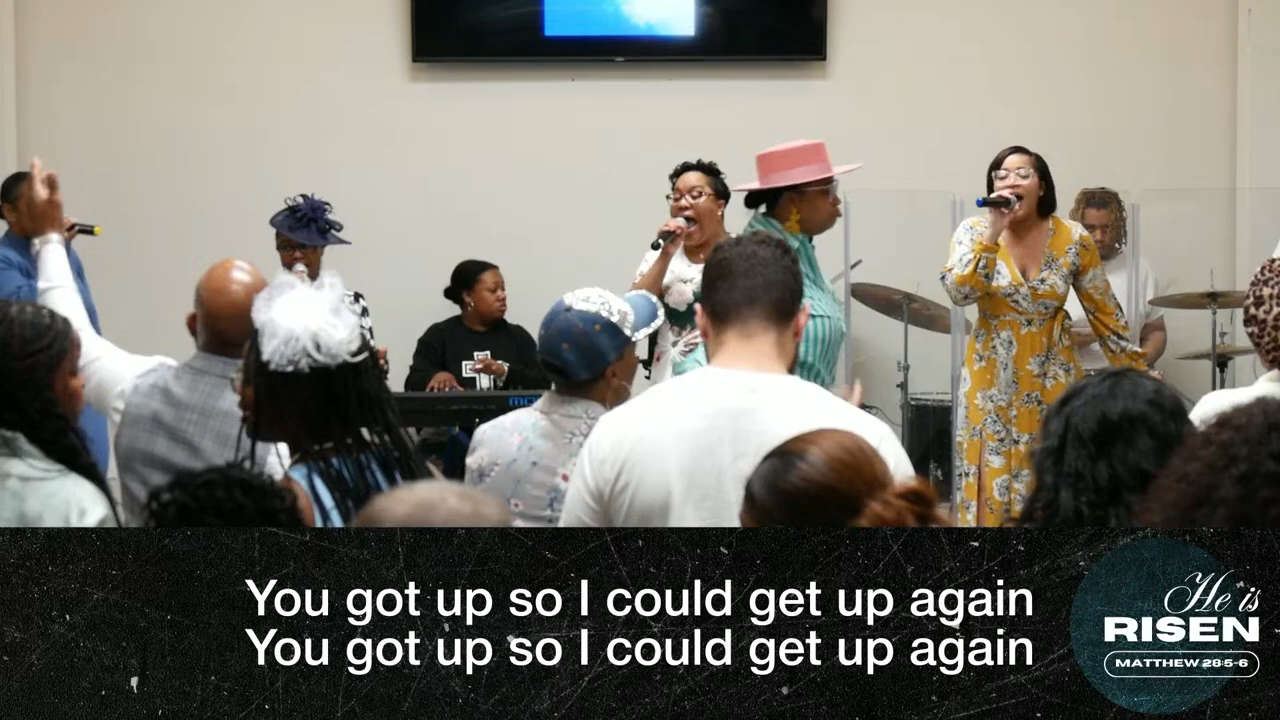 You got up so I could get up again
You got up so I could get up again
He is
RISEN
MATTHEW 28:5-6